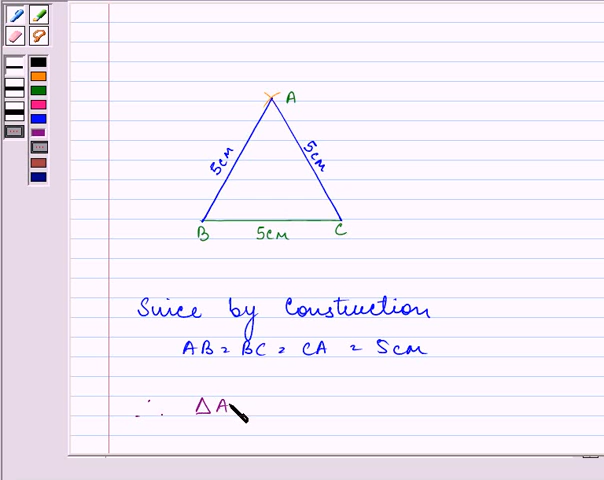 A
5cm
5cm
B
5cm
C
Since by Construction
AB = BC = CA = 5cm
∴ ΔA